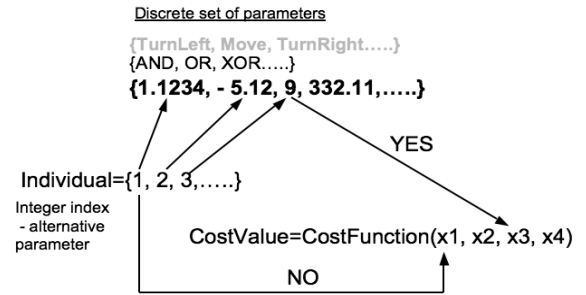 Discrete set of parameters
{TurnLeft, Move, TurnRight.....}
{AND, OR, XOR.....}
{1.1234, - 5.12, 9, 332.11,.....}
YES
Individual={1, 2, 3,.....}
Integer index
- alternative
parameter
CostValue=CostFunction(x1, x2, x3, x4)
NO